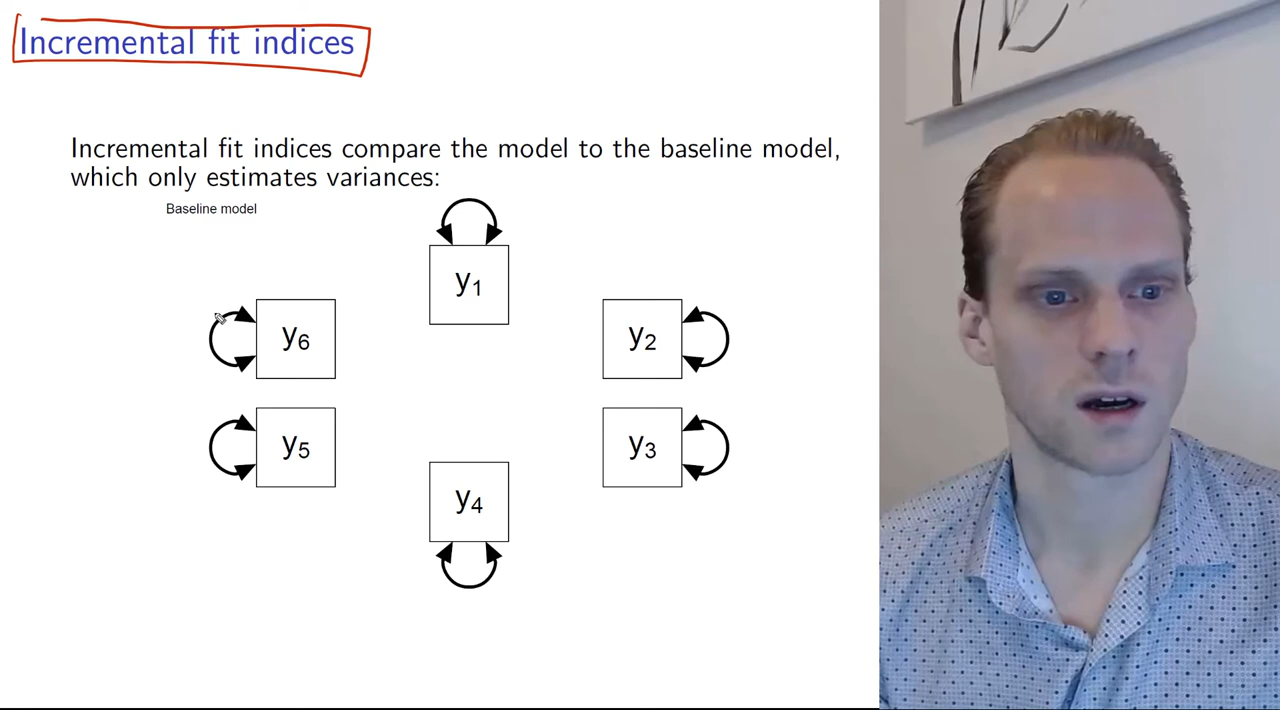 Incremental fit indices
Incremental fit indices compare the model to the baseline model,
which only estimates variances:
Baseline model
y1
y6
y2
y5
y3
y4